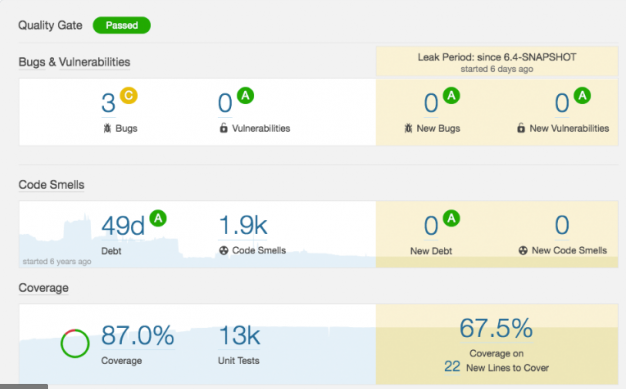 Quality Gate Passed
Bugs & Vulnerabilities
Leak Period: since 6.4-SNAPSHOT
started 6 days ago
3 C 0 A 0 A 0 A
Bugs Vulnerabilities New Bugs New Vulnerabilities
Code Smells
49d A 1.9k 0 A 0
Debt Code Smells New Debt New Code Smells
started 6 years ago
Coverage
87.0% 13k 67.5%
Coverage Unit Tests Coverage on
22 New Lines to Cover